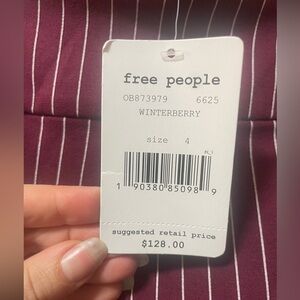 free people
OB873979 6625
WINTERBERRY
size 4
1 90380 85098 9
suggested retail price
$128.00